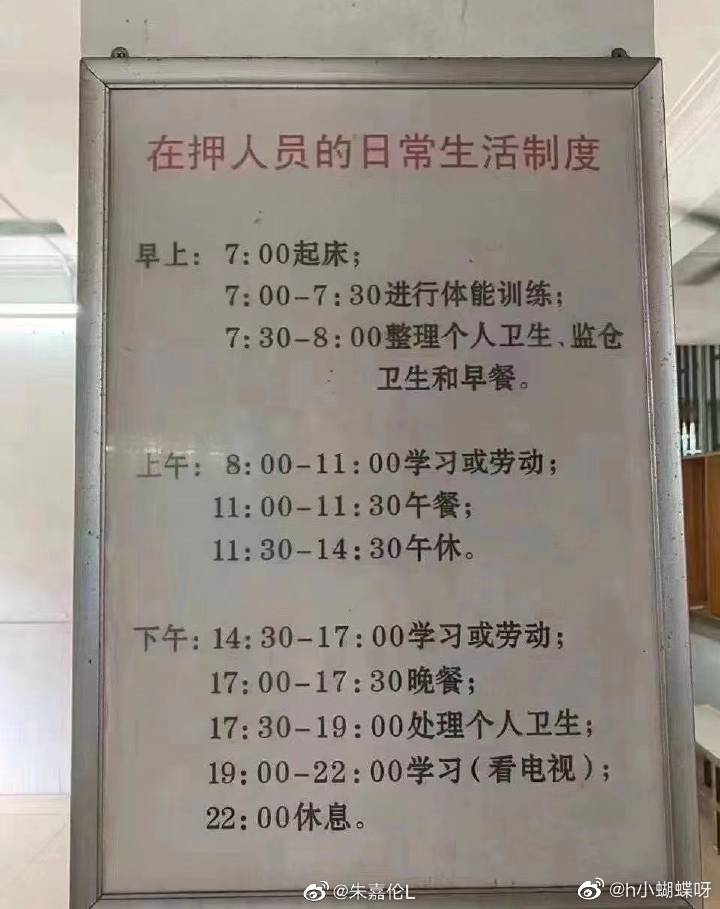 在押人员的日常生活制度
早上：7:00起床；
7:00-7:30进行体能训练；
7:30-8:00整理个人卫生、监仓
卫生和早餐。
上午：8:00-11:00学习或劳动；
11:00-11:30午餐；
11:30-14:30午休。
下午：14:30-17:00学习或劳动；
17:00-17:30晚餐；
17:30-19:00处理个人卫生；
19:00-22:00学习(看电视)；
22:00休息。
@朱嘉伦L
@h小蝴蝶呀